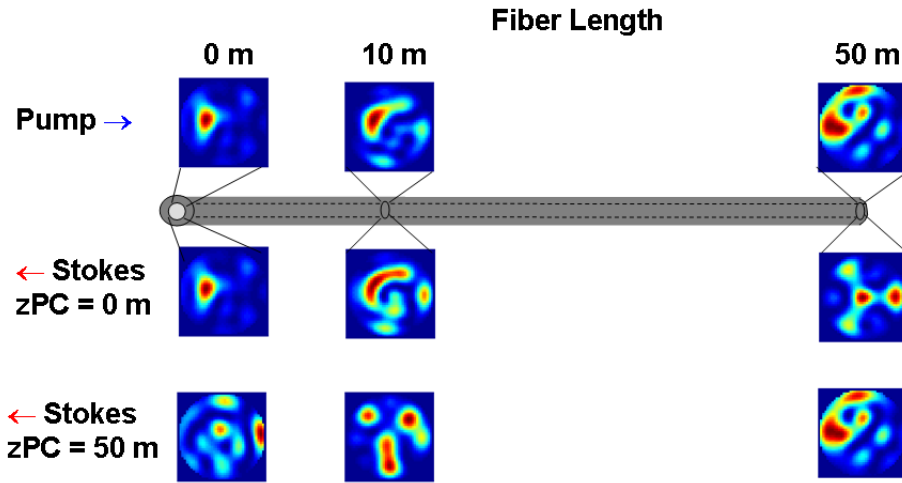 Fiber Length
0 m 10 m 50 m
Pump →
← Stokes
zPC = 0 m
← Stokes
zPC = 50 m